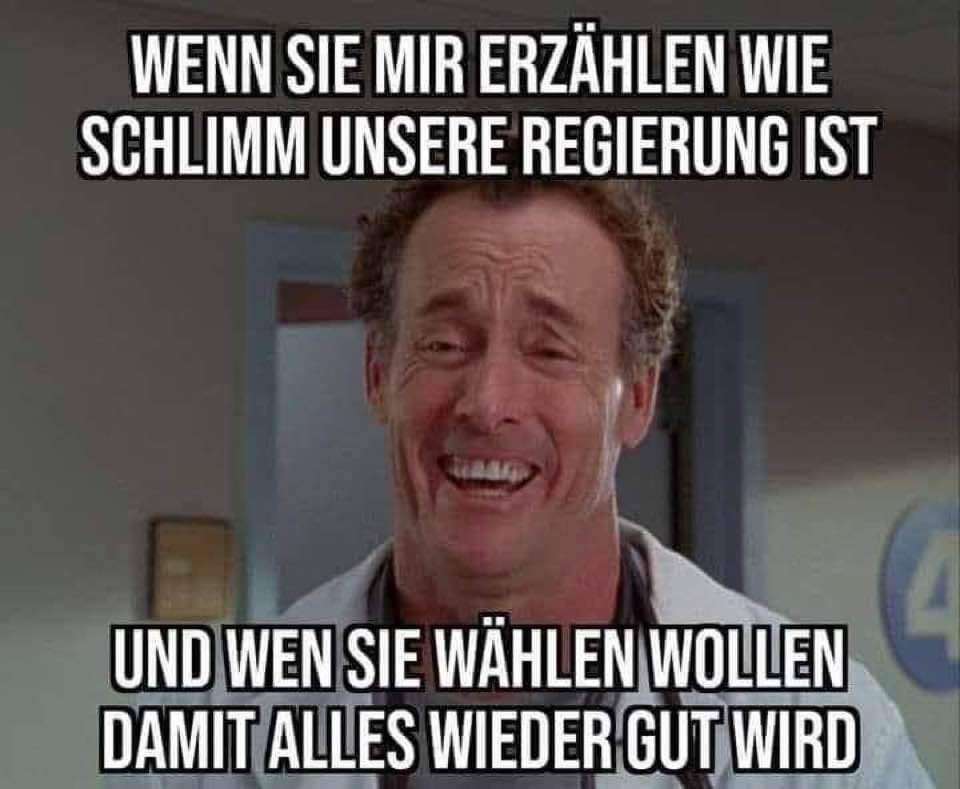 WENN SIE MIR ERZÄHLEN WIE
SCHLIMM UNSERE REGIERUNG IST
4
UND WEN SIE WÄHLEN WOLLEN
DAMIT ALLES WIEDER GUT WIRD